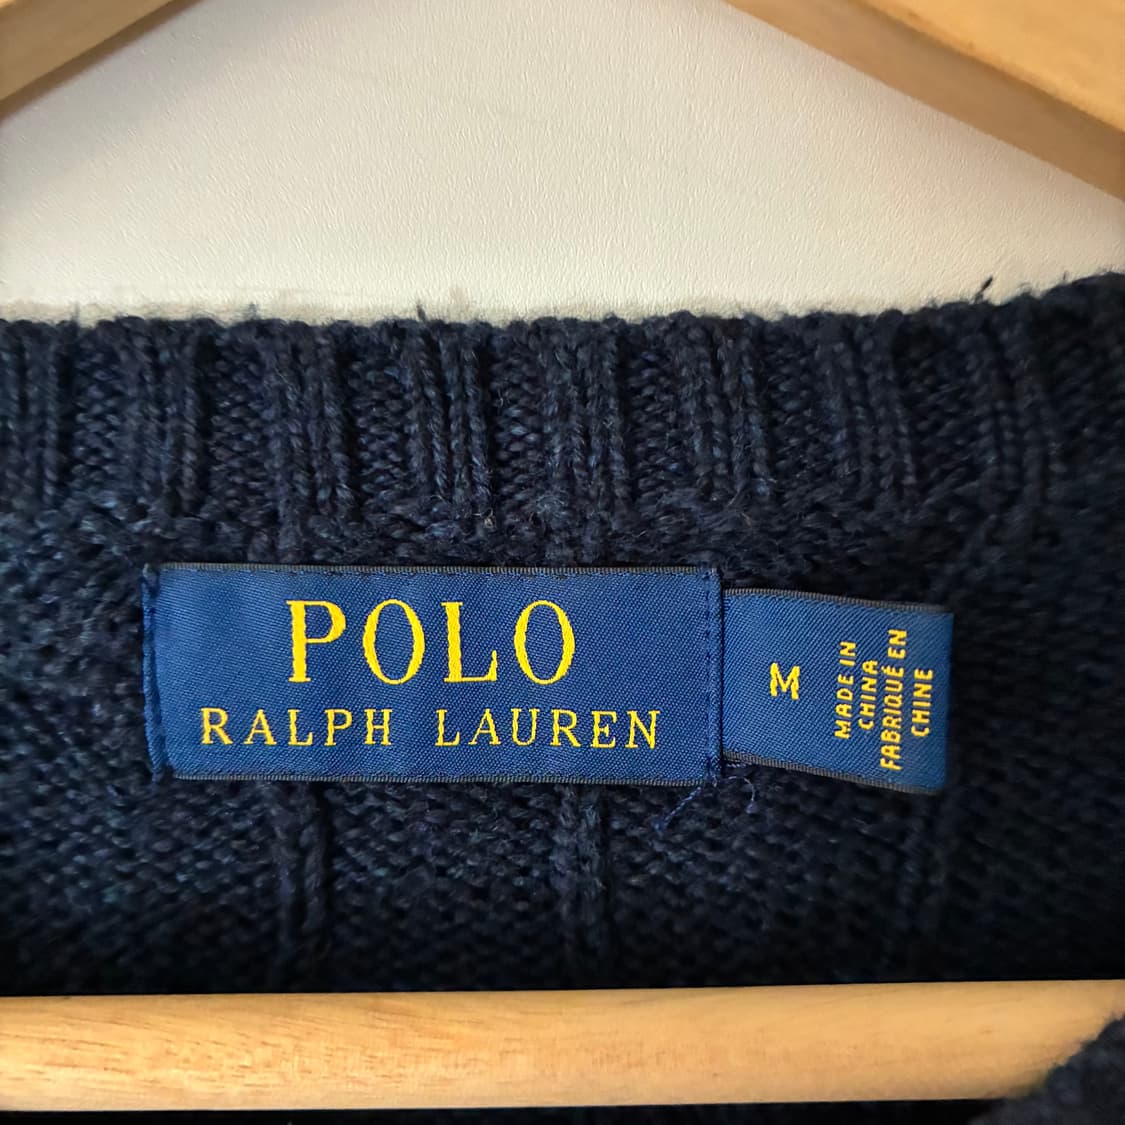 POLO
RALPH LAUREN
M
MADE IN
CHINA
FABRIQUÉ EN
CHINE